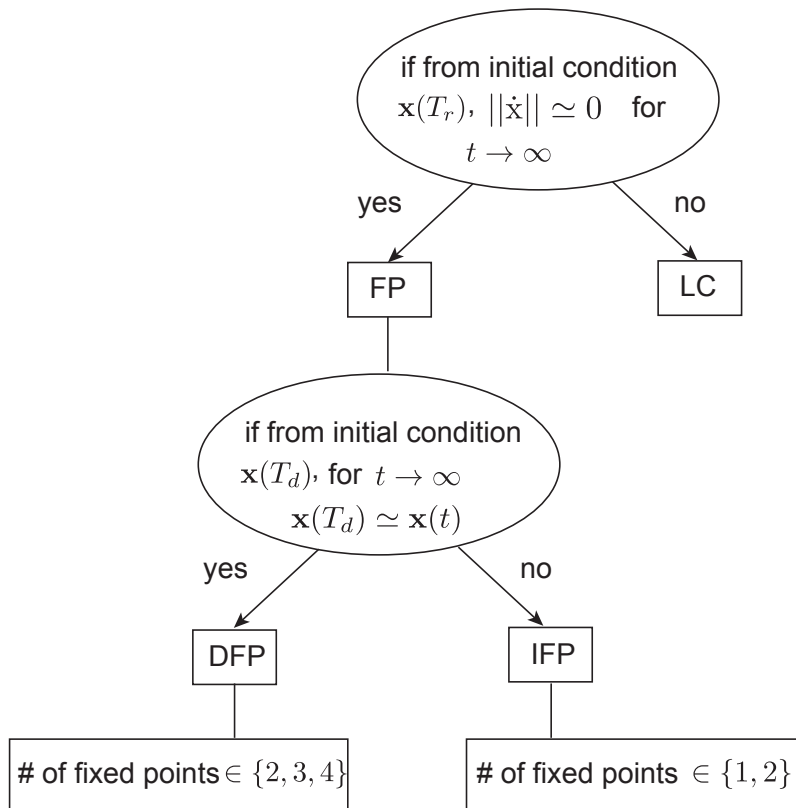 if from initial condition
𝐱(Tᵣ), ||ẋ|| ≃ 0 for
t → ∞
yes
no
FP
LC
if from initial condition
𝐱(T_d), for t → ∞
𝐱(T_d) ≃ 𝐱(t)
yes
no
DFP
IFP
# of fixed points ∈ {2, 3, 4}
# of fixed points ∈ {1, 2}